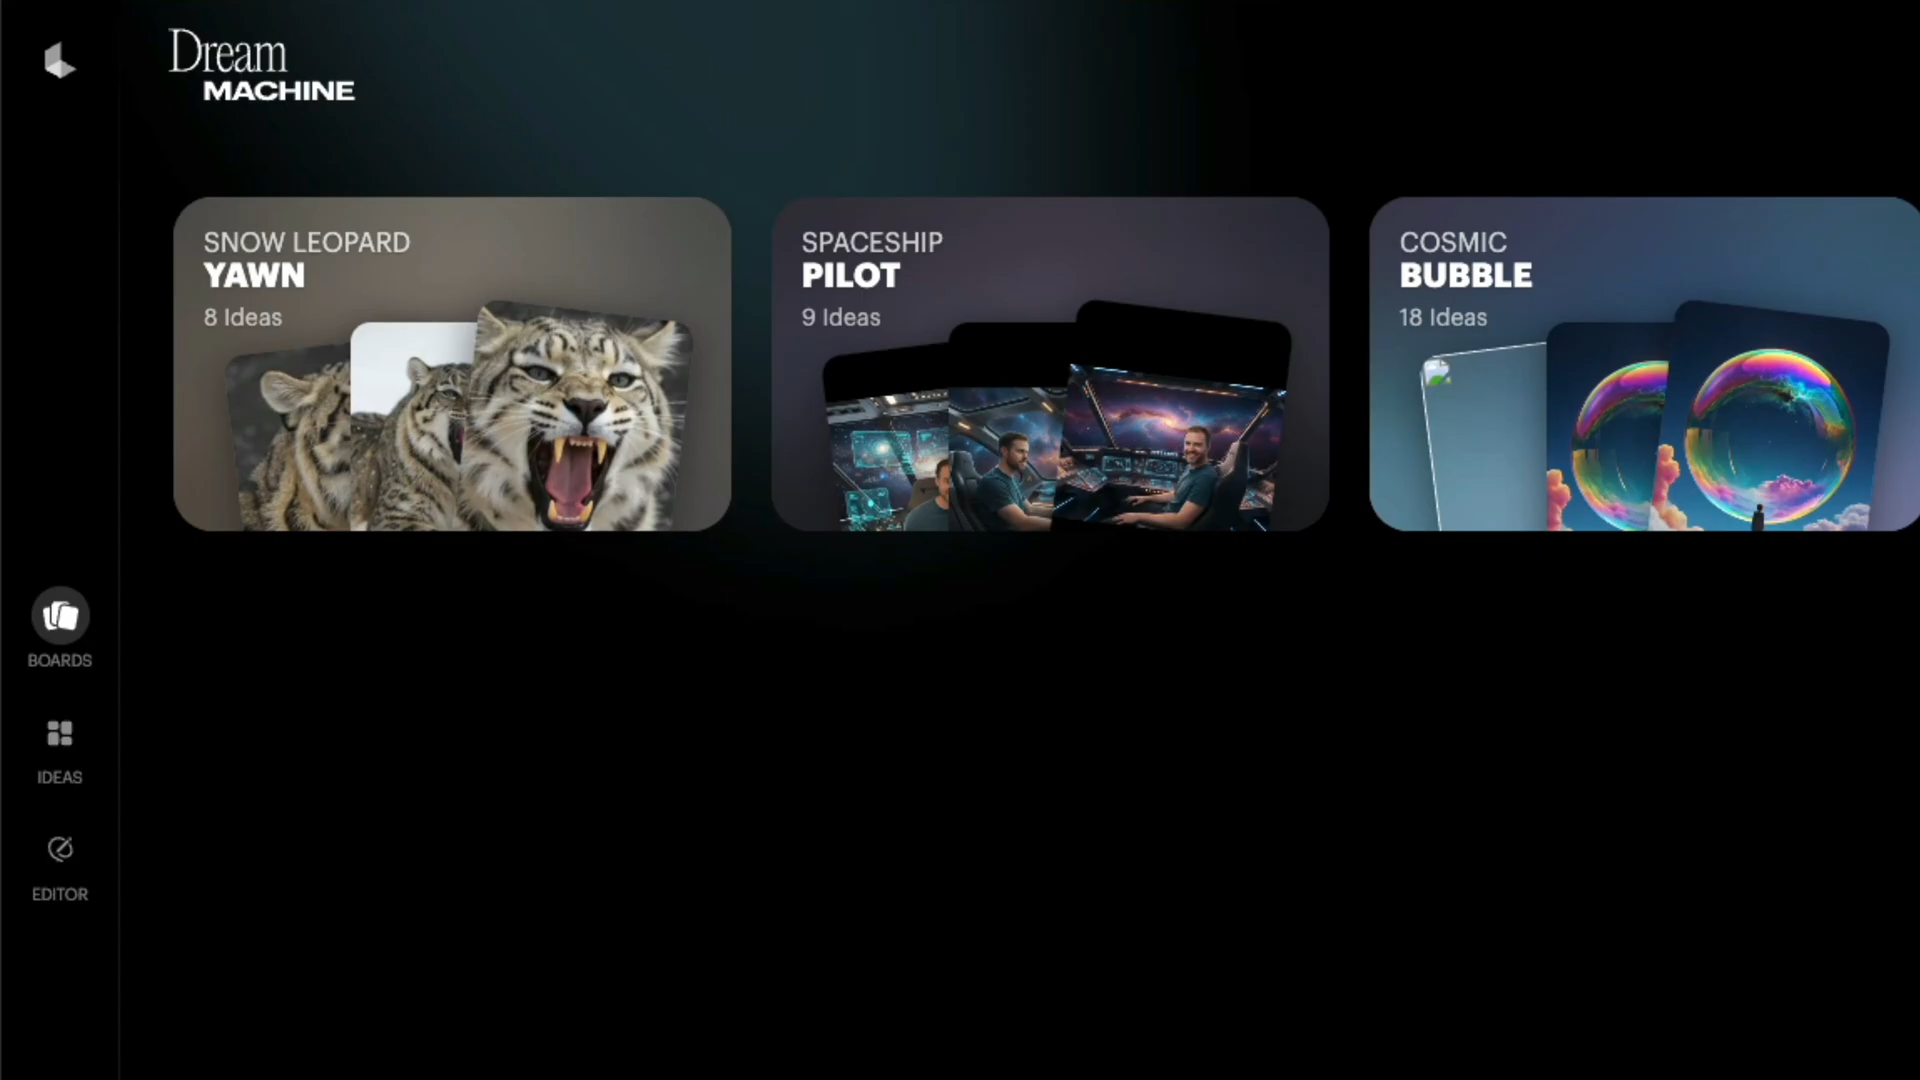 Dream
MACHINE
SNOW LEOPARD
YAWN
8 Ideas
SPACESHIP
PILOT
9 Ideas
COSMIC
BUBBLE
18 Ideas
BOARDS
IDEAS
EDITOR